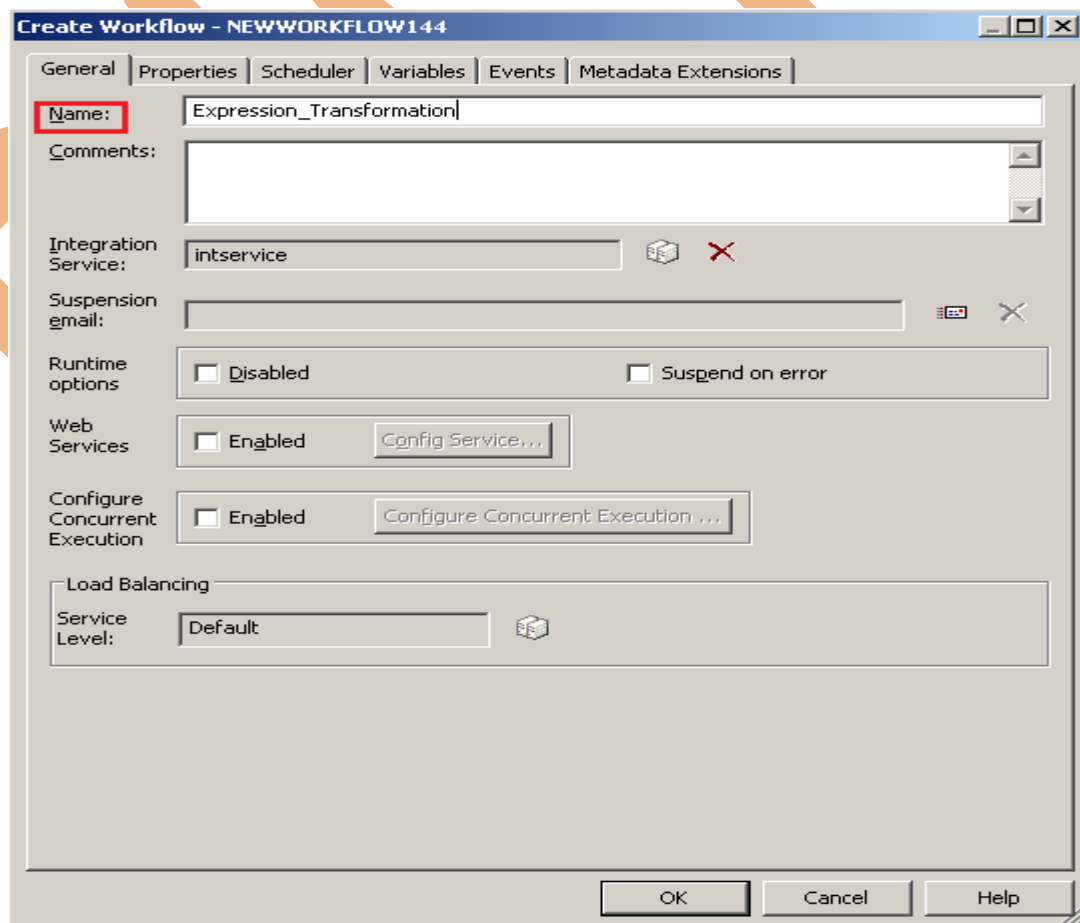 Create Workflow - NEWWORKFLOW144
General Properties Scheduler Variables Events Metadata Extensions
Name: Expression_Transformation
Comments:
Integration
Service: intservice
Suspension
email:
Runtime
options Disabled Suspend on error
Web
Services Enabled Config Service...
Configure
Concurrent
Execution Enabled Configure Concurrent Execution ...
Load Balancing
Service
Level: Default
OK Cancel Help